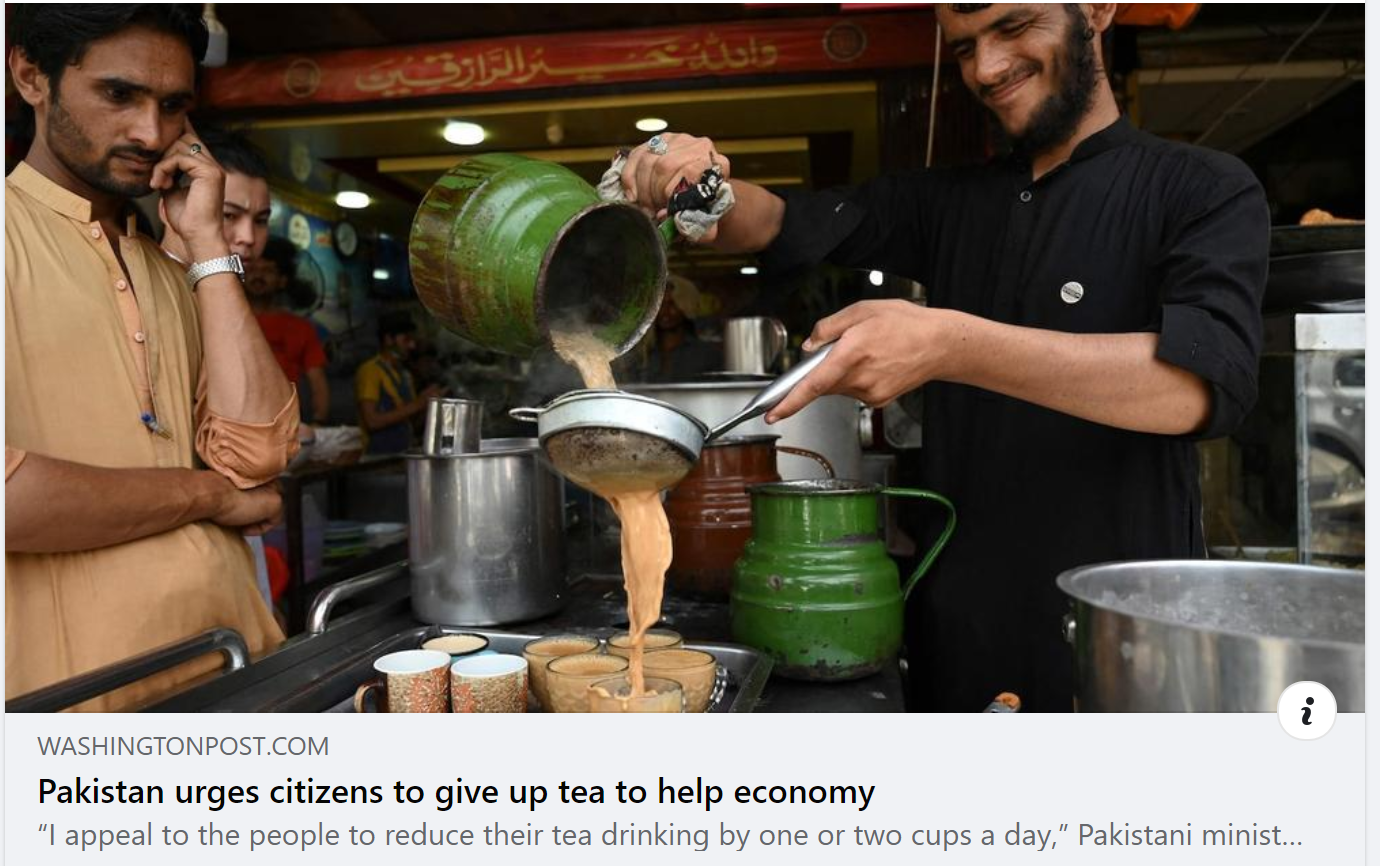 والله خير الرازقين
WASHINGTONPOST.COM
Pakistan urges citizens to give up tea to help economy
“I appeal to the people to reduce their tea drinking by one or two cups a day,” Pakistani minist...